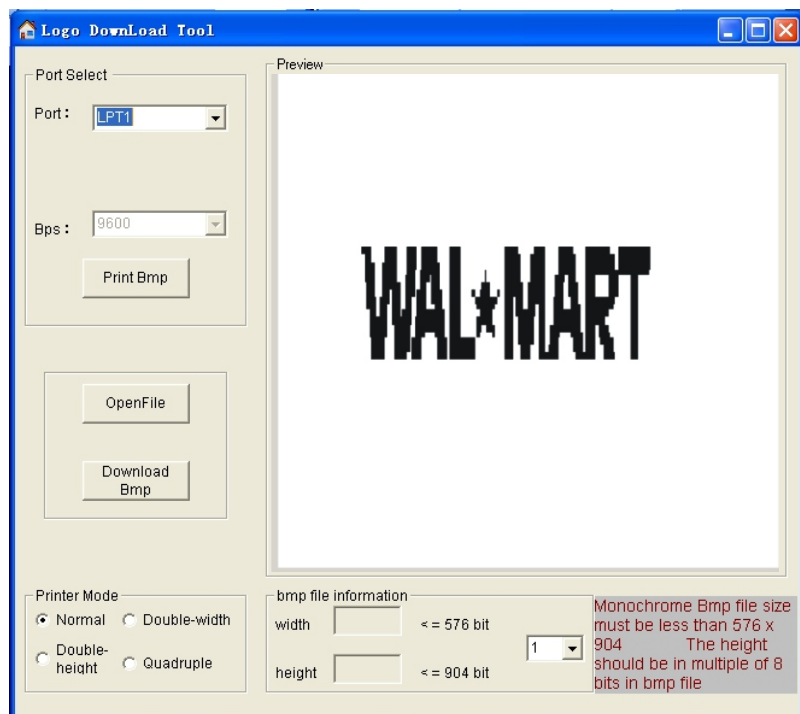 Logo DownLoad Tool
Port Select
Port:
LPT1
Bps:
9600
Print Bmp
OpenFile
Download
Bmp
Preview
WAL★MART
Printer Mode
Normal
Double-width
Double-
height
Quadruple
bmp file information
width
<= 576 bit
1
height
<= 904 bit
Monochrome Bmp file size
must be less than 576 x
904 The height
should be in multiple of 8
bits in bmp file